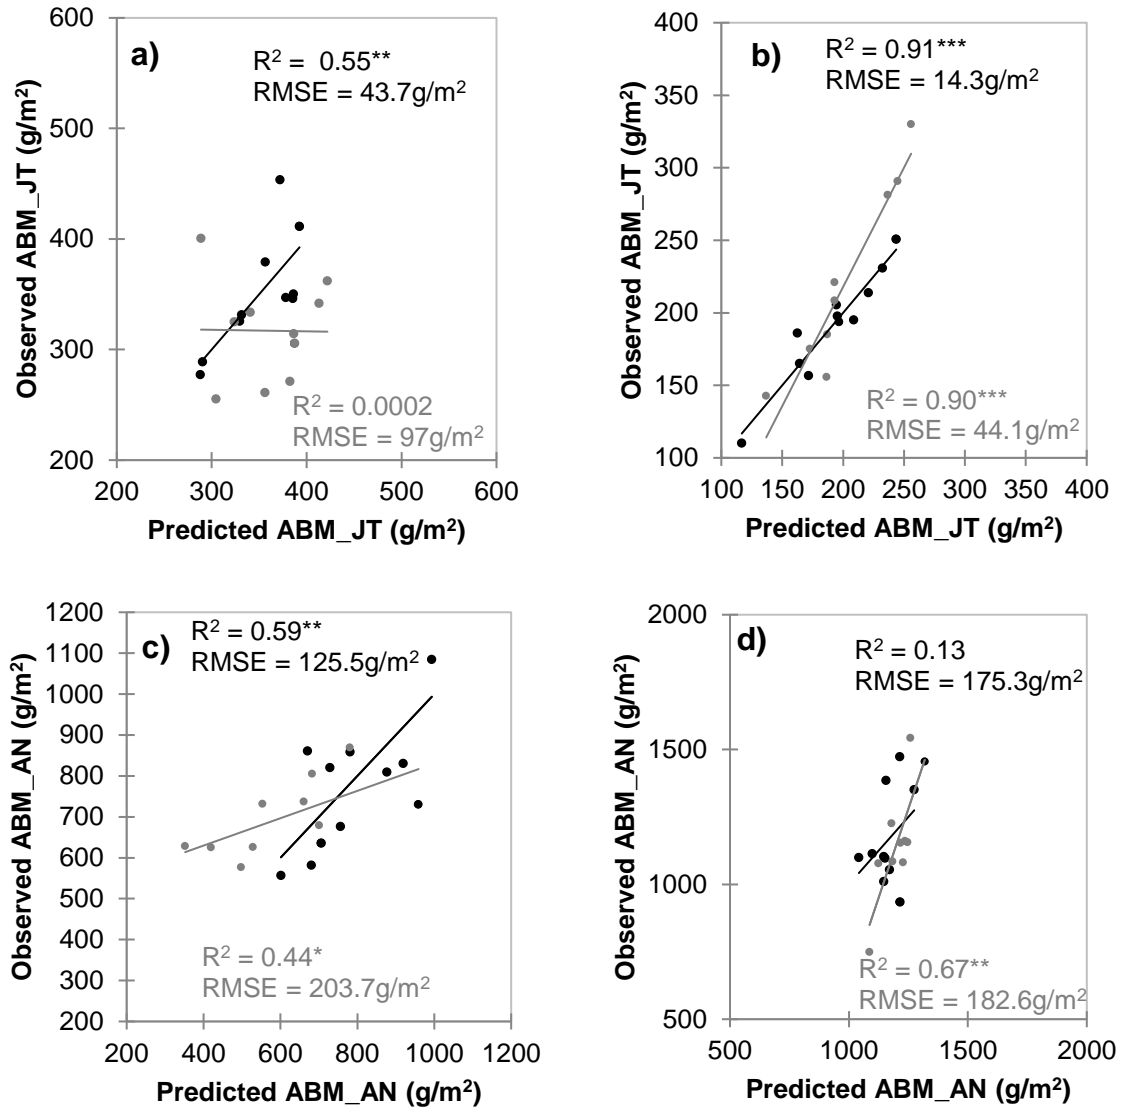 a)
R² = 0.55**
RMSE = 43.7g/m²
600
500
400
300
200
Observed ABM_JT (g/m²)
R² = 0.0002
RMSE = 97g/m²
200 300 400 500 600
Predicted ABM_JT (g/m²)
b)
R² = 0.91***
RMSE = 14.3g/m²
400
350
300
250
200
150
100
Observed ABM_JT (g/m²)
R² = 0.90***
RMSE = 44.1g/m²
100 150 200 250 300 350 400
Predicted ABM_JT (g/m²)
c)
R² = 0.59**
RMSE = 125.5g/m²
1200
1100
1000
900
800
700
600
500
400
300
200
Observed ABM_AN (g/m²)
R² = 0.44*
RMSE = 203.7g/m²
200 400 600 800 1000 1200
Predicted ABM_AN (g/m²)
d)
R² = 0.13
RMSE = 175.3g/m²
2000
1500
1000
500
Observed ABM_AN (g/m²)
R² = 0.67**
RMSE = 182.6g/m²
500 1000 1500 2000
Predicted ABM_AN (g/m²)